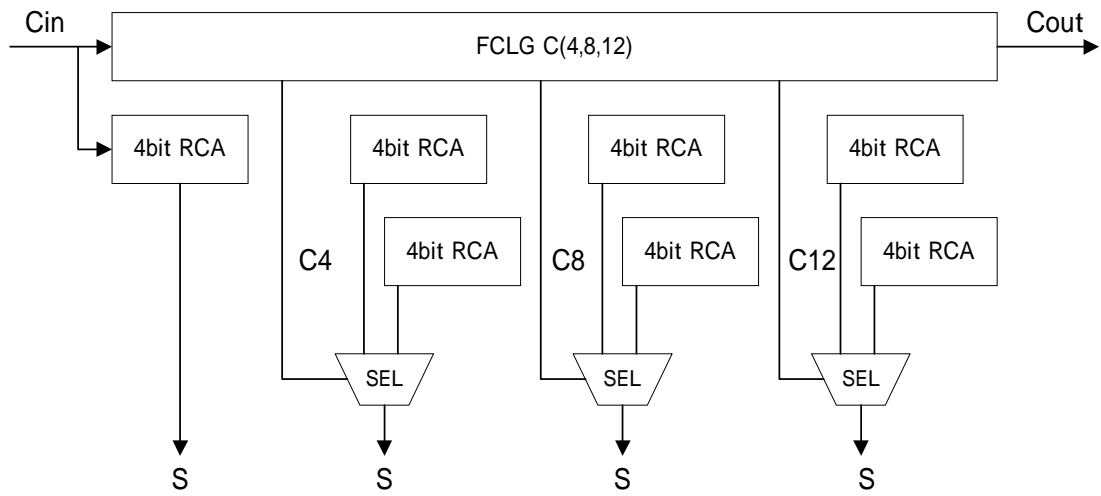 Cin
Cout
FCLG C(4,8,12)
4bit RCA
4bit RCA
4bit RCA
4bit RCA
4bit RCA
4bit RCA
4bit RCA
C4
C8
C12
SEL
SEL
SEL
S
S
S
S